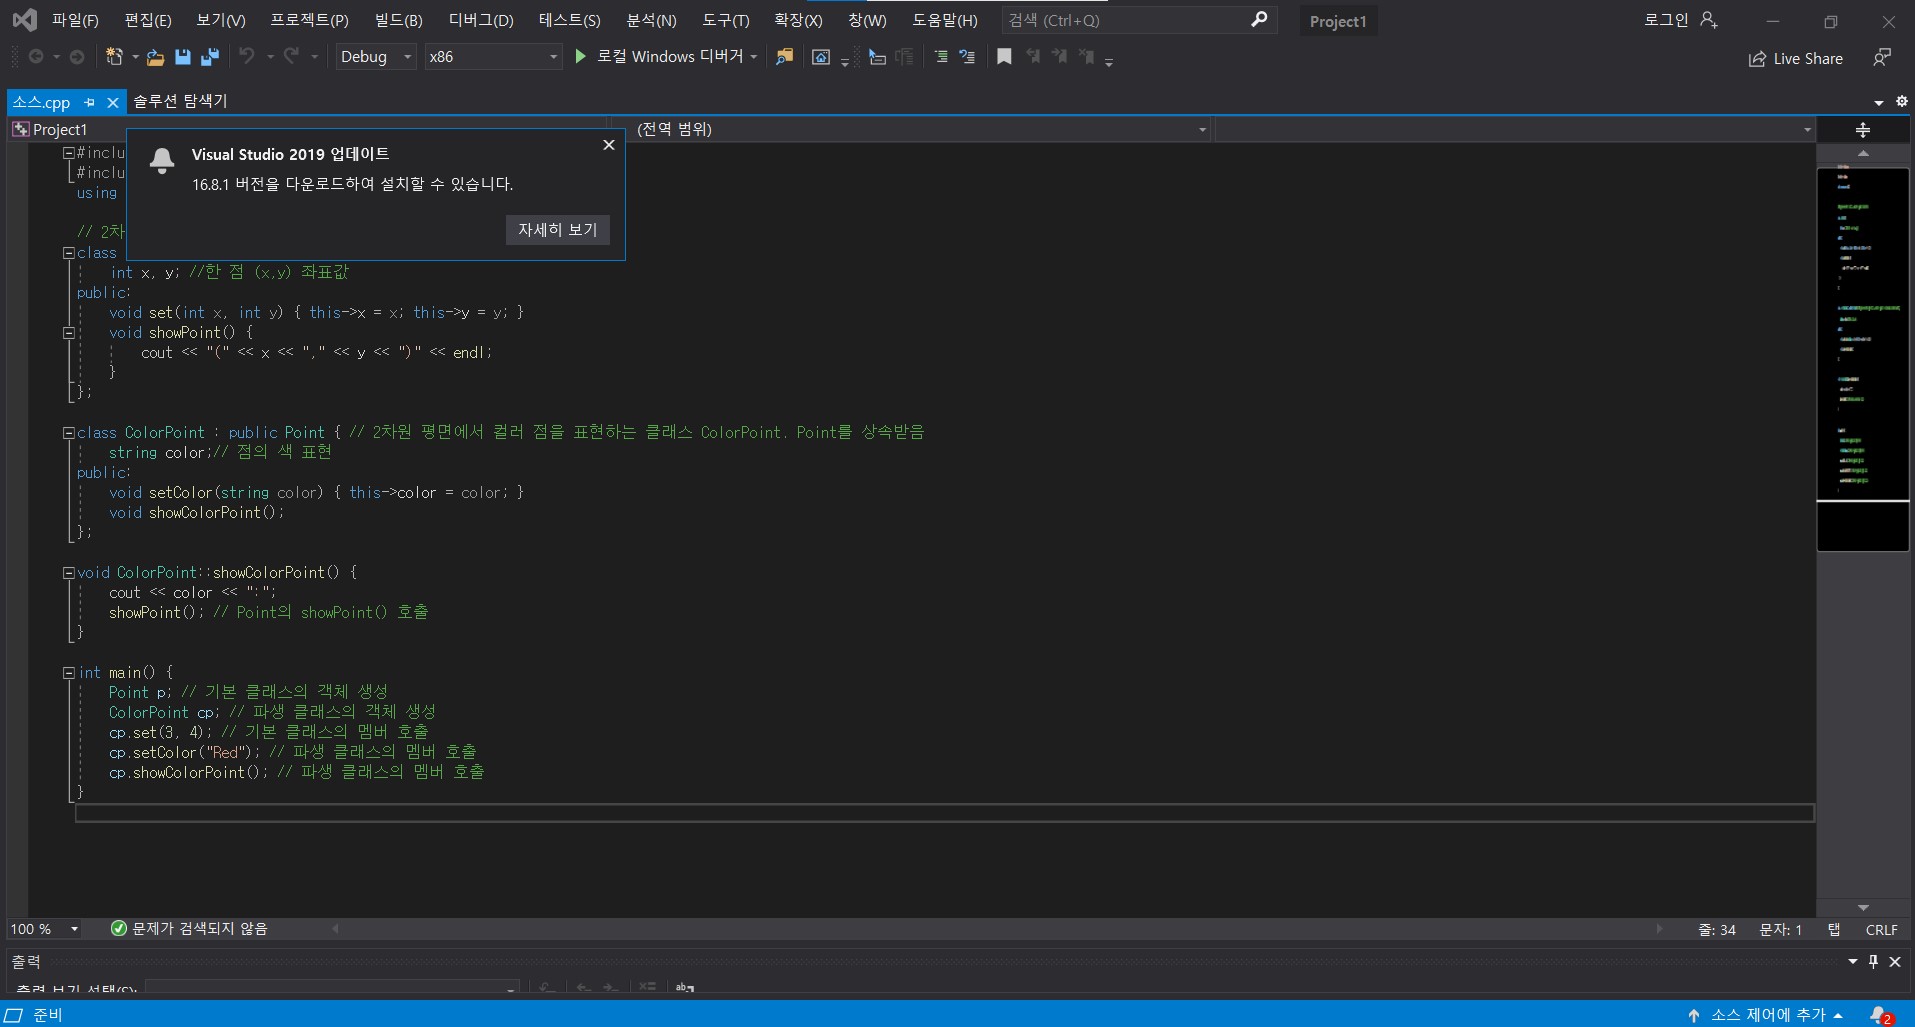 파일(F) 편집(E) 보기(V) 프로젝트(P) 빌드(B) 디버그(D) 테스트(S) 분석(N) 도구(T) 확장(X) 창(W) 도움말(H) 검색 (Ctrl+Q) Project1 로그인
Debug x86 로컬 Windows 디버거 Live Share
소스.cpp 솔루션 탐색기
Project1 (전역 범위)
Visual Studio 2019 업데이트
16.8.1 버전을 다운로드하여 설치할 수 있습니다.
자세히 보기
#inclu
#inclu
using
// 2차
class
int x, y; //한 점 (x,y) 좌표값
public:
void set(int x, int y) { this->x = x; this->y = y; }
void showPoint() {
cout << "(" << x << "," << y << ")" << endl;
}
};
class ColorPoint : public Point { // 2차원 평면에서 컬러 점을 표현하는 클래스 ColorPoint. Point를 상속받음
string color;// 점의 색 표현
public:
void setColor(string color) { this->color = color; }
void showColorPoint();
};
void ColorPoint::showColorPoint() {
cout << color << ":";
showPoint(); // Point의 showPoint() 호출
}
int main() {
Point p; // 기본 클래스의 객체 생성
ColorPoint cp; // 파생 클래스의 객체 생성
cp.set(3, 4); // 기본 클래스의 멤버 호출
cp.setColor("Red"); // 파생 클래스의 멤버 호출
cp.showColorPoint(); // 파생 클래스의 멤버 호출
}
100 % 문제가 검색되지 않음 줄: 34 문자: 1 탭 CRLF
출력
출력 보기 선택(S):
준비 소스 제어에 추가 2